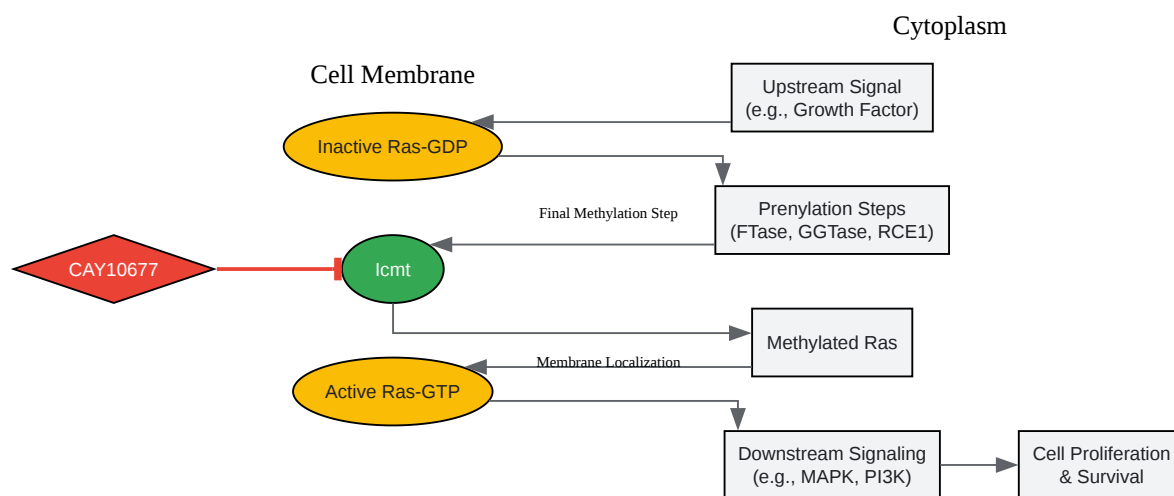 Cytoplasm
Cell Membrane
Upstream Signal
(e.g., Growth Factor)
Inactive Ras-GDP
Prenylation Steps
(FTase, GGTase, RCE1)
Final Methylation Step
CAY10677
Icmt
Methylated Ras
Membrane Localization
Active Ras-GTP
Downstream Signaling
(e.g., MAPK, PI3K)
Cell Proliferation
& Survival